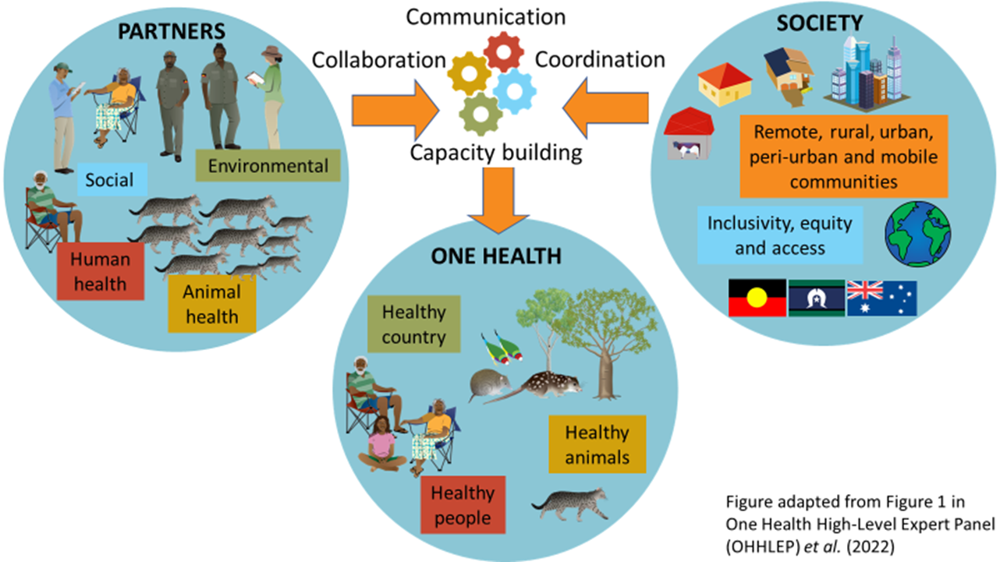 PARTNERS
Social
Environmental
Human
health
Animal
health
Communication
Collaboration
Coordination
Capacity building
SOCIETY
Remote, rural, urban,
peri-urban and mobile
communities
Inclusivity, equity
and access
ONE HEALTH
Healthy
country
Healthy
animals
Healthy
people
Figure adapted from Figure 1 in
One Health High-Level Expert Panel
(OHHLEP) et al. (2022)